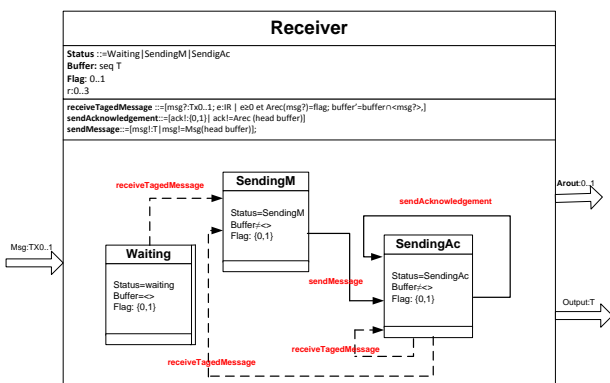 Receiver
Status ::=Waiting|SendingM|SendigAc
Buffer: seq T
Flag: 0..1
r:0..3
receiveTagedMessage ::=[msg?:Tx0..1; e:IR | e≥0 et Arec(msg?)=flag; buffer'=buffer∩<msg?>,]
sendAcknowledgement::=[ack!:{0,1}| ack!=Arec (head buffer)]
sendMessage::=[msg!:T|msg!=Msg(head buffer)];
receiveTagedMessage
SendingM
Status=SendingM
Buffer≠<>
Flag: {0,1}
Arout:0..1
sendAcknowledgement
Msg:TX0..1
Waiting
Status=waiting
Buffer=<>
Flag: {0,1}
SendingAc
Status=SendingAc
Buffer≠<>
Flag: {0,1}
sendMessage
Output:T
receiveTagedMessage
receiveTagedMessage